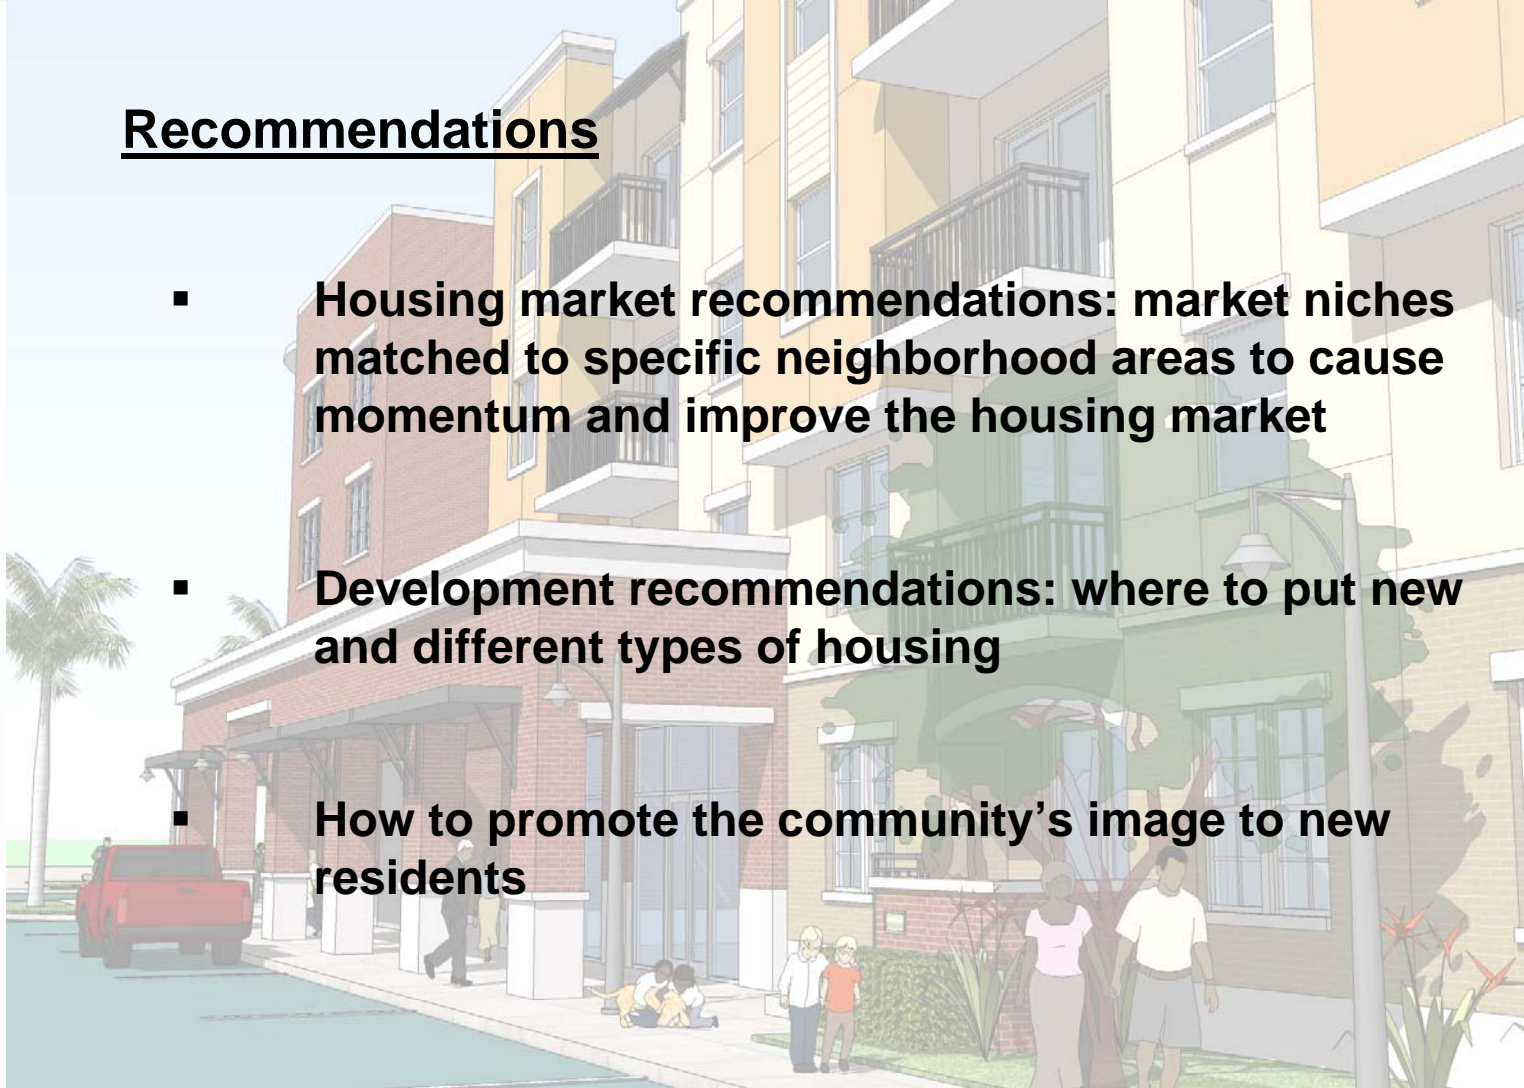 Recommendations
▪ Housing market recommendations: market niches
matched to specific neighborhood areas to cause
momentum and improve the housing market
▪ Development recommendations: where to put new
and different types of housing
▪ How to promote the community’s image to new
residents